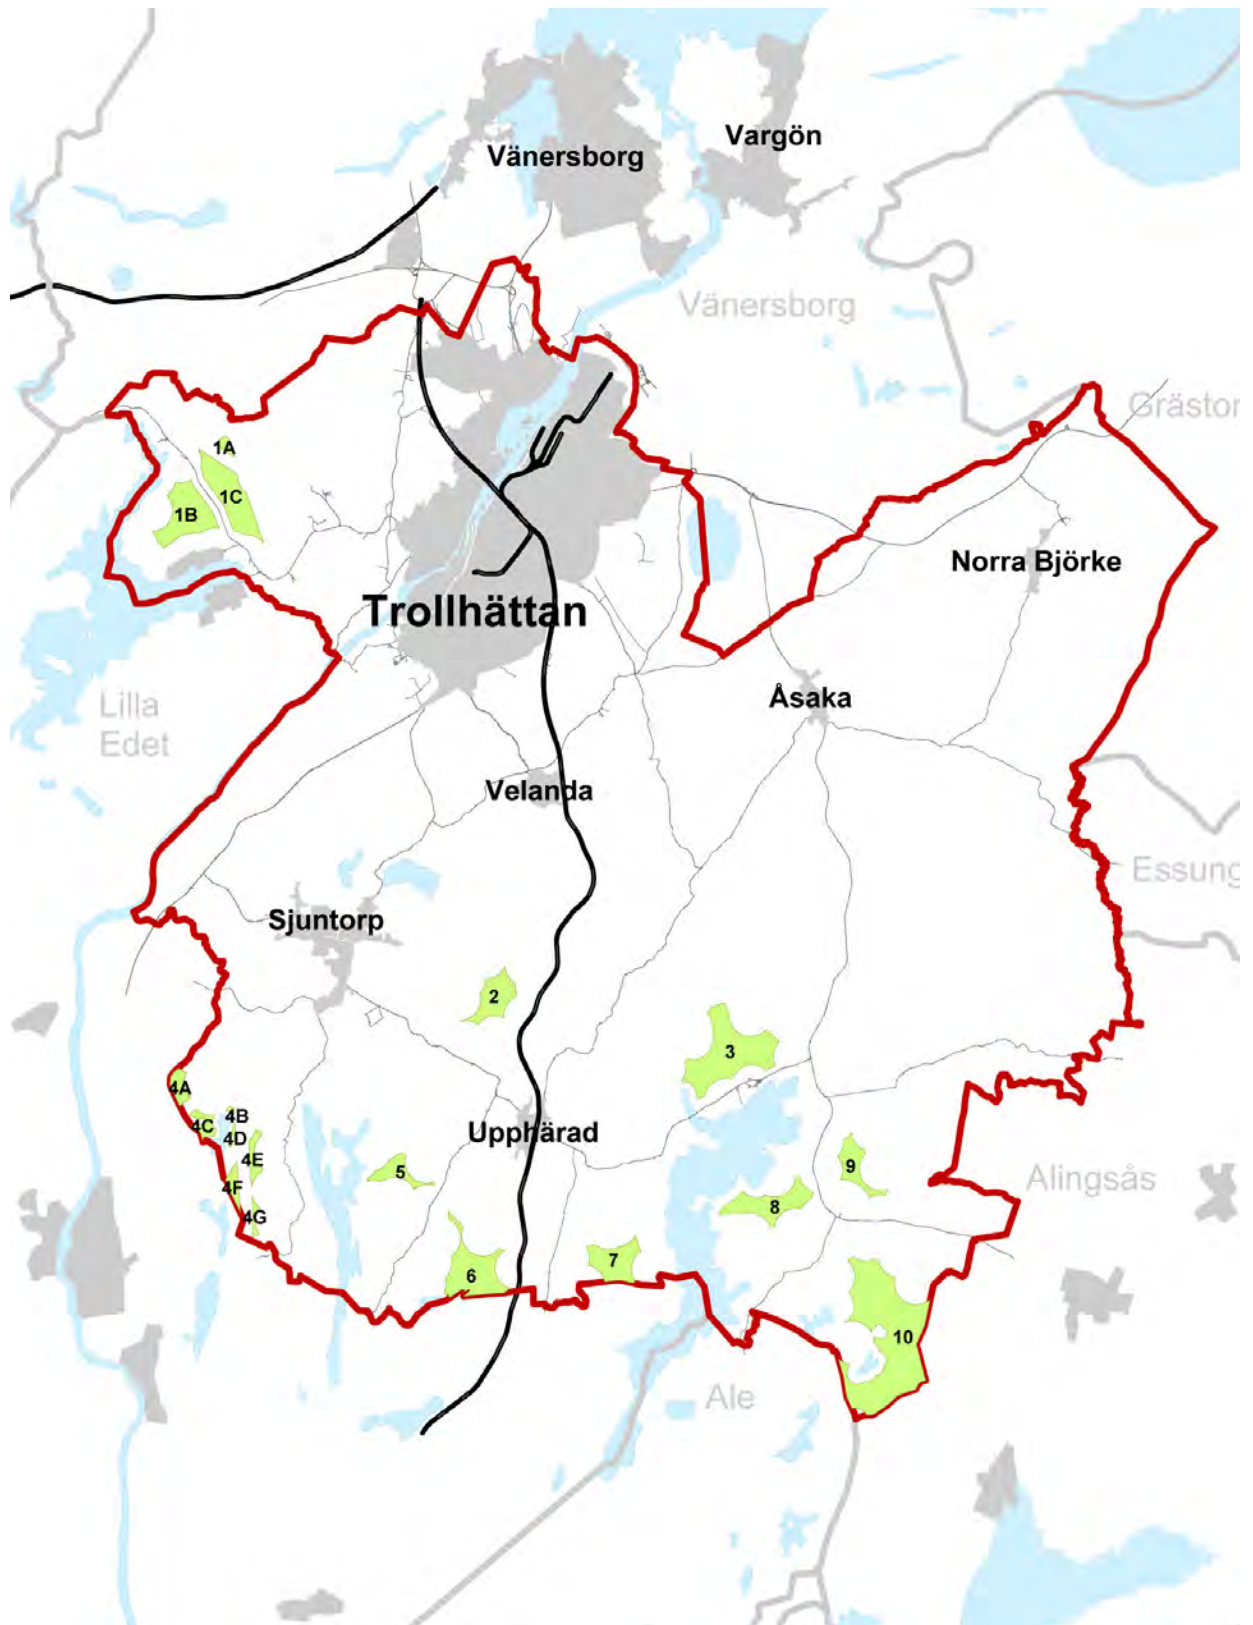 Vargön
Vänersborg
Vänersborg
Grästor
1A
1C
1B
Norra Björke
Trollhättan
Åsaka
Lilla
Edet
Velanda
Essung
Sjuntorp
2
3
4A
4B
4C
4D
Upphärad
4E
5
9
Alingsås
4F
8
4G
7
6
10
Ale